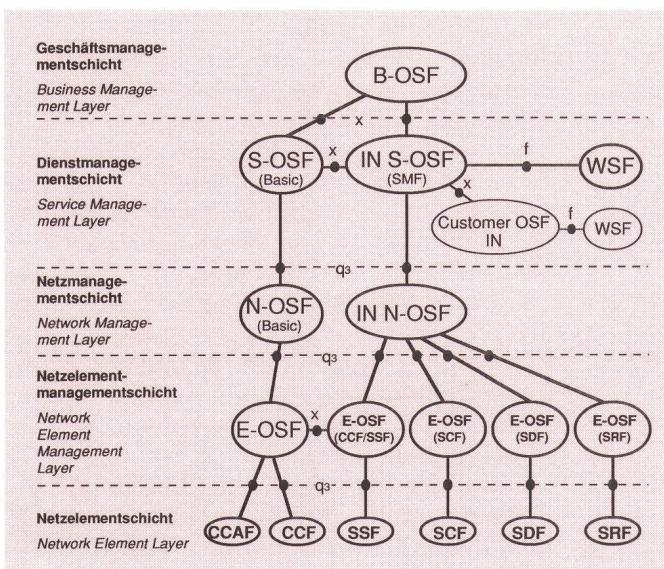 Geschäftsmanage-
mentschicht
Business Manage-
ment Layer
B-OSF
x
Dienstmanage-
mentschicht
Service Manage-
ment Layer
S-OSF
(Basic)
x
IN S-OSF
(SMF)
f
WSF
x
Customer OSF
IN
f
WSF
q3
Netzmanage-
mentschicht
Network Manage-
ment Layer
N-OSF
(Basic)
IN N-OSF
q3
Netzelement-
managementschicht
Network
Element
Management
Layer
E-OSF
x
E-OSF
(CCF/SSF)
E-OSF
(SCF)
E-OSF
(SDF)
E-OSF
(SRF)
q3
Netzelementschicht
Network Element Layer
CCAF
CCF
SSF
SCF
SDF
SRF